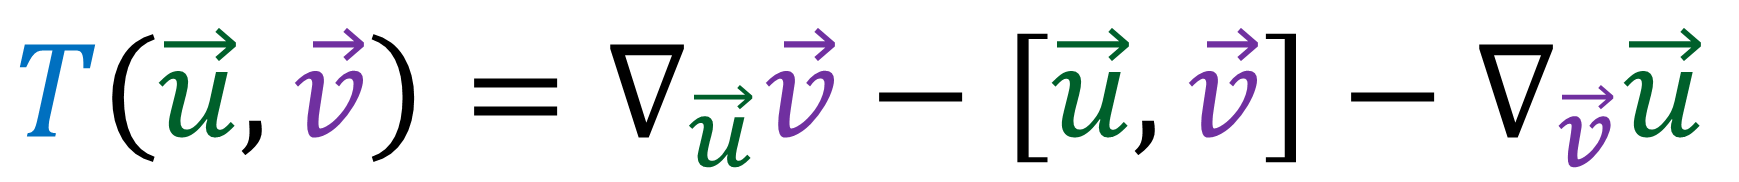 T(u⃗, v⃗) = ∇_u⃗ v⃗ − [u⃗, v⃗] − ∇_v⃗ u⃗